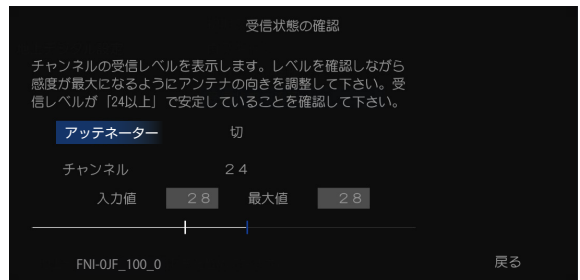 受信状態の確認
チャンネルの受信レベルを表示します。レベルを確認しながら
感度が最大になるようにアンテナの向きを調整して下さい。受
信レベルが「24以上」で安定していることを確認して下さい。
アッテネーター 切
チャンネル 24
入力値 28 最大値 28
FNI-0JF_100_0 戻る